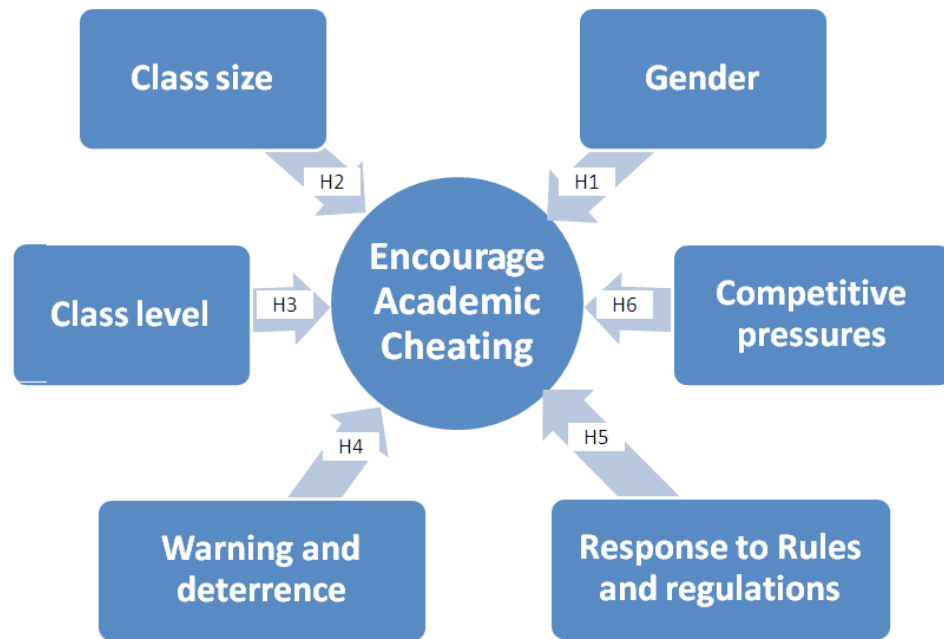 Class size
Gender
H2
H1
Encourage
Academic
Cheating
Class level
H3
H6
Competitive
pressures
H4
H5
Warning and
deterrence
Response to Rules
and regulations